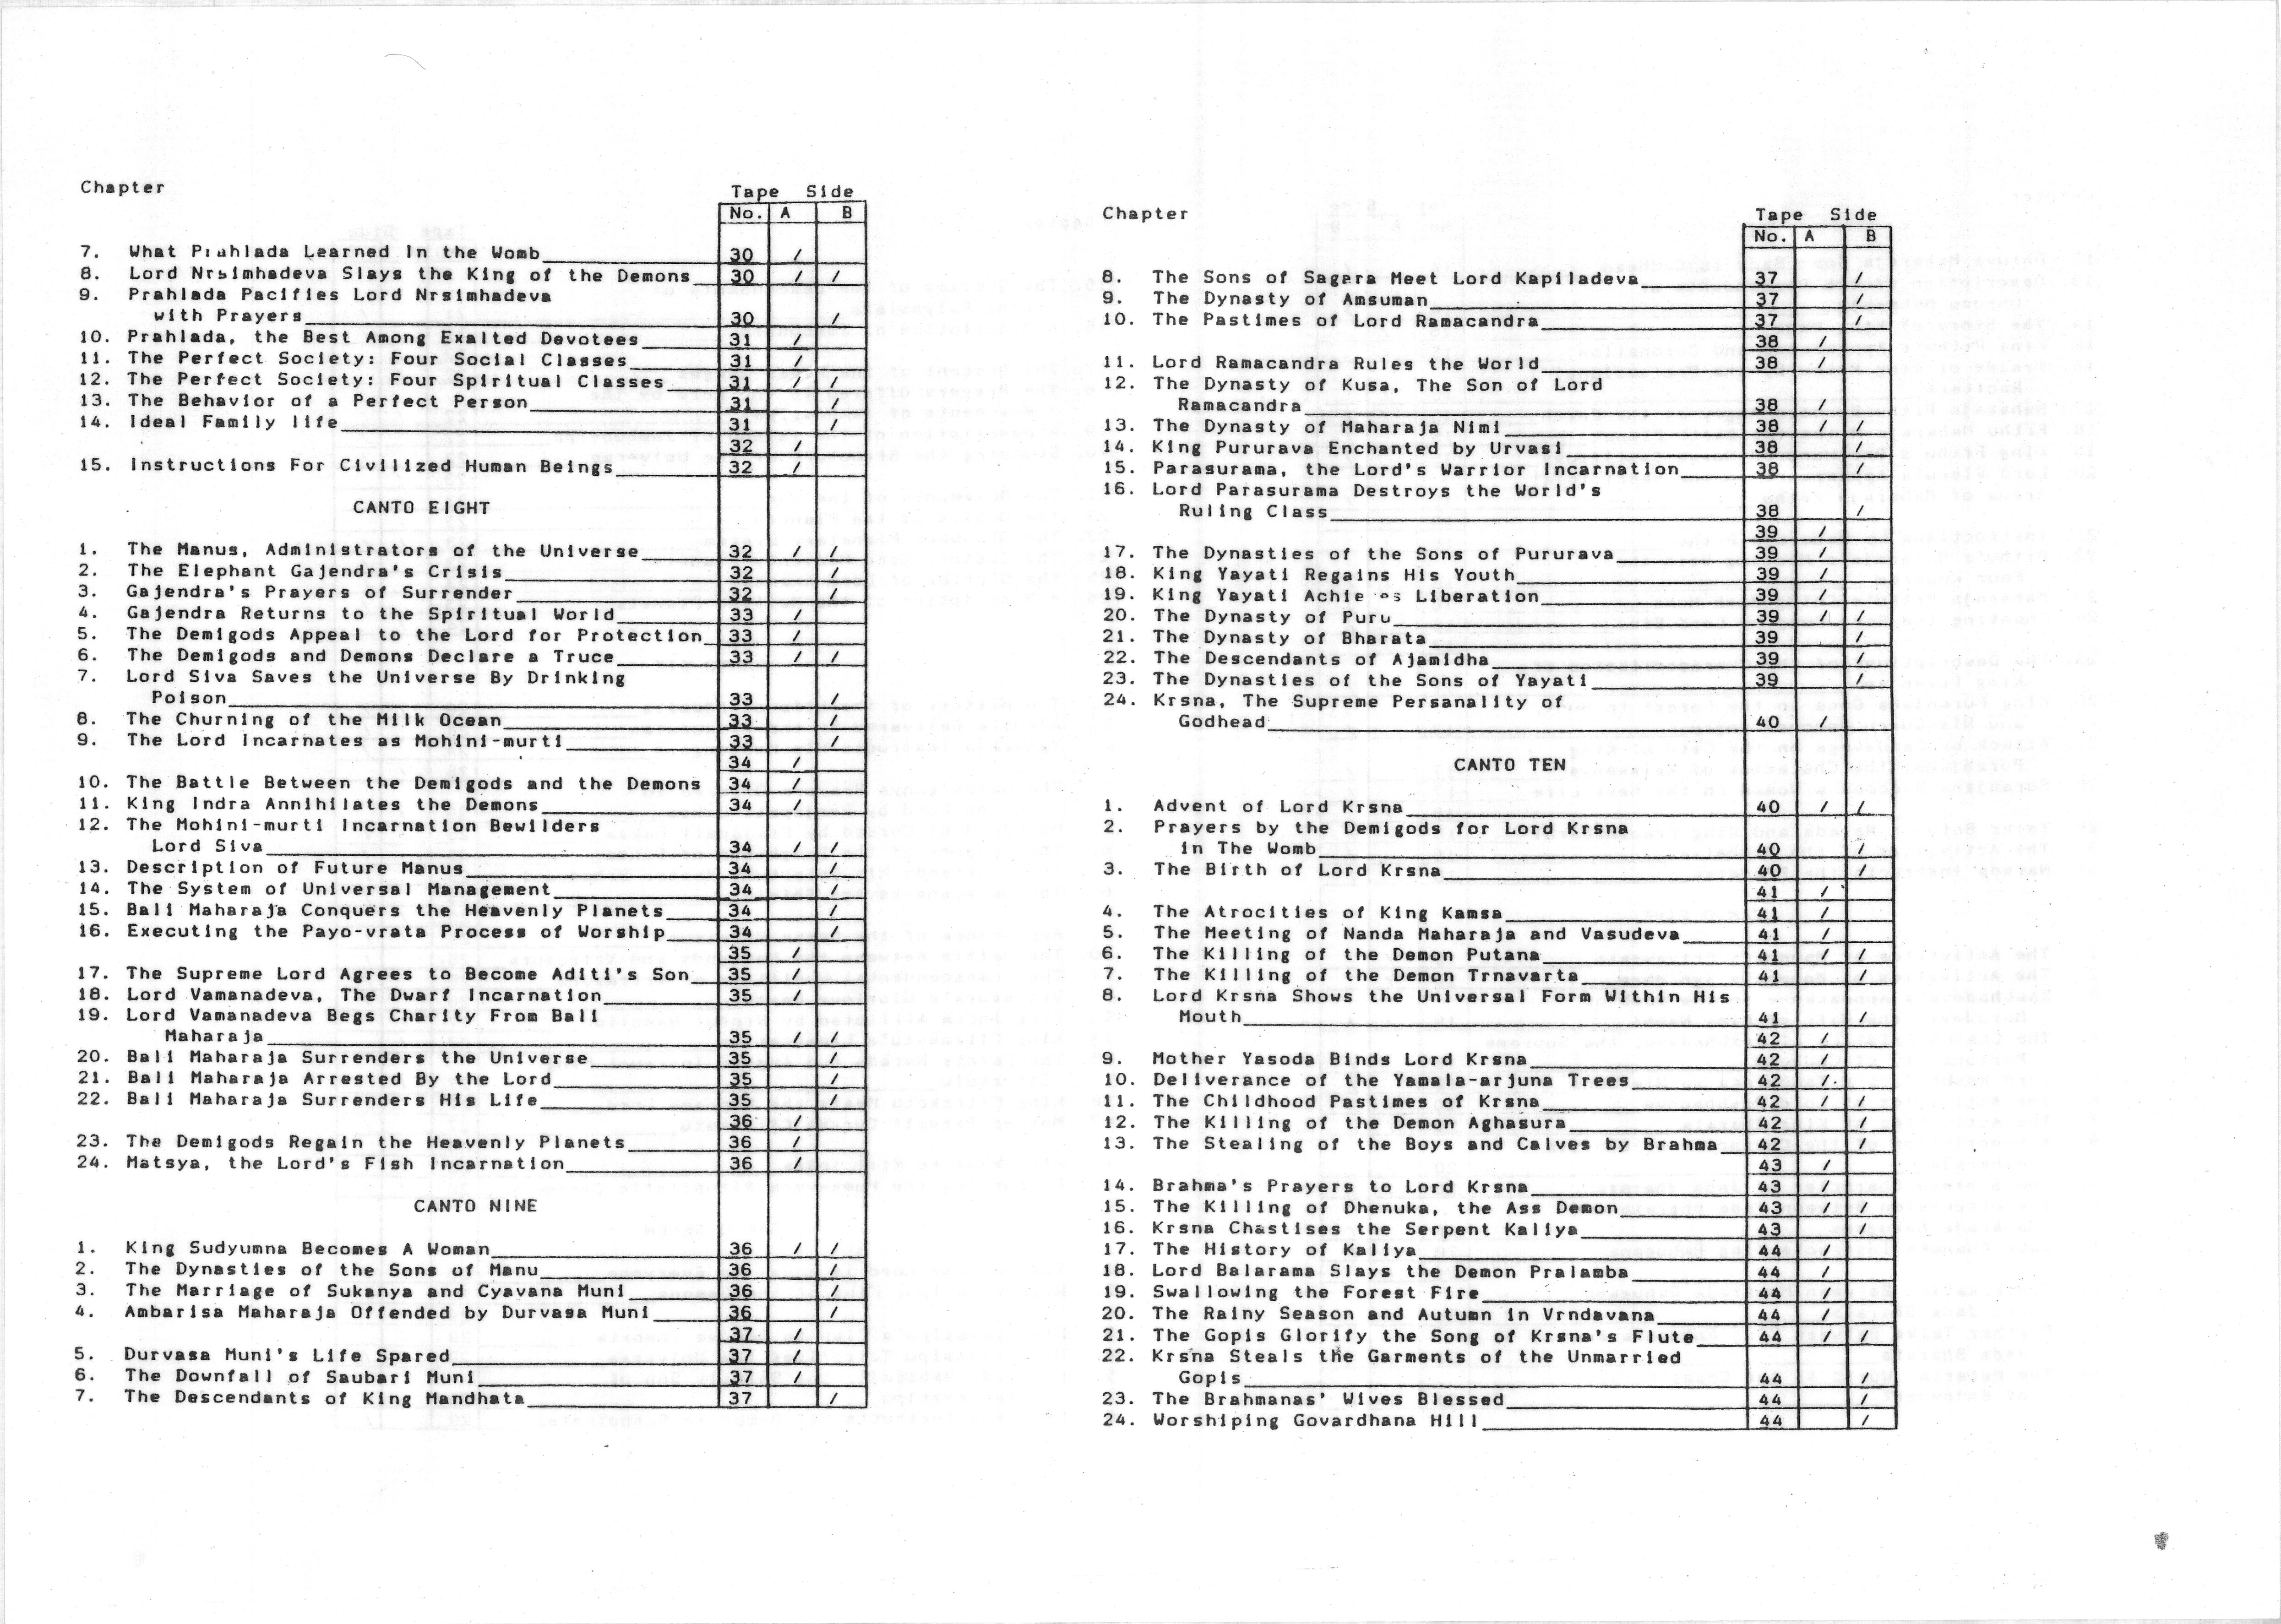 Chapter
Tape Side
No. A B
7. What Prahlada Learned In the Womb 30 /
8. Lord Nrsimhadeva Slays the King of the Demons 30 / /
9. Prahlada Pacifies Lord Nrsimhadeva
with Prayers 30 /
10. Prahlada, the Best Among Exalted Devotees 31 /
11. The Perfect Society: Four Social Classes 31 /
12. The Perfect Society: Four Spiritual Classes 31 / /
13. The Behavior of a Perfect Person 31 /
14. Ideal Family life 31 /
32 /
15. Instructions For Civilized Human Beings 32 /
CANTO EIGHT
1. The Manus, Administrators of the Universe 32 / /
2. The Elephant Gajendra's Crisis 32 /
3. Gajendra's Prayers of Surrender 32 /
4. Gajendra Returns to the Spiritual World 33 /
5. The Demigods Appeal to the Lord for Protection 33 /
6. The Demigods and Demons Declare a Truce 33 / /
7. Lord Siva Saves the Universe By Drinking
Poison 33 /
8. The Churning of the Milk Ocean 33 /
9. The Lord Incarnates as Mohini-murti 33 /
34 /
10. The Battle Between the Demigods and the Demons 34 /
11. King Indra Annihilates the Demons 34 /
12. The Mohini-murti Incarnation Bewilders
Lord Siva 34 / /
13. Description of Future Manus 34 /
14. The System of Universal Management 34 /
15. Bali Maharaja Conquers the Heavenly Planets 34 /
16. Executing the Payo-vrata Process of Worship 34 /
35 /
17. The Supreme Lord Agrees to Become Aditi's Son 35 /
18. Lord Vamanadeva, The Dwarf Incarnation 35 /
19. Lord Vamanadeva Begs Charity From Bali
Maharaja 35 / /
20. Bali Maharaja Surrenders the Universe 35 /
21. Bali Maharaja Arrested By the Lord 35 /
22. Bali Maharaja Surrenders His Life 35 /
36 /
23. The Demigods Regain the Heavenly Planets 36 /
24. Matsya, the Lord's Fish Incarnation 36 /
CANTO NINE
1. King Sudyumna Becomes A Woman 36 / /
2. The Dynasties of the Sons of Manu 36 /
3. The Marriage of Sukanya and Cyavana Muni 36 /
4. Ambarisa Maharaja Offended by Durvasa Muni 36 /
37 /
5. Durvasa Muni's Life Spared 37 /
6. The Downfall of Saubari Muni 37 /
7. The Descendants of King Mandhata 37 /
Chapter
Tape Side
No. A B
8. The Sons of Sagara Meet Lord Kapiladeva 37 /
9. The Dynasty of Amsuman 37 /
10. The Pastimes of Lord Ramacandra 37 /
38 /
11. Lord Ramacandra Rules the World 38 /
12. The Dynasty of Kusa, The Son of Lord
Ramacandra 38 /
13. The Dynasty of Maharaja Nimi 38 / /
14. King Pururava Enchanted by Urvasi 38 /
15. Parasurama, the Lord's Warrior Incarnation 38 /
16. Lord Parasurama Destroys the World's
Ruling Class 38 /
39 /
17. The Dynasties of the Sons of Pururava 39 /
18. King Yayati Regains His Youth 39 /
19. King Yayati Liberation 39 /
20. The Dynasty of Puru 39 / /
21. The Dynasty of Bharata 39 /
22. The Descendants of Ajamidha 39 /
23. The Dynasties of the Sons of Yayati 39 /
24. Krsna, The Supreme Persanality of
Godhead 40 /
CANTO TEN
1. Advent of Lord Krsna 40 / /
2. Prayers by the Demigods for Lord Krsna
in The Womb 40 /
3. The Birth of Lord Krsna 40 /
41 /
4. The Atrocities of King Kamsa 41 /
5. The Meeting of Nanda Maharaja and Vasudeva 41 /
6. The Killing of the Demon Putana 41 / /
7. The Killing of the Demon Trnavarta 41 /
8. Lord Krsna Shows the Universal Form Within His
Mouth 41 /
42 /
9. Mother Yasoda Binds Lord Krsna 42 /
10. Deliverance of the Yamala-arjuna Trees 42 /
11. The Childhood Pastimes of Krsna 42 / /
12. The Killing of the Demon Aghasura 42 /
13. The Stealing of the Boys and Calves by Brahma 42 /
43 /
14. Brahma's Prayers to Lord Krsna 43 /
15. The Killing of Dhenuka, the Ass Demon 43 / /
16. Krsna Chastises the Serpent Kaliya 43 /
17. The History of Kaliya 44 /
18. Lord Balarama Slays the Demon Pralamba 44 /
19. Swallowing the Forest Fire 44 /
20. The Rainy Season and Autumn in Vrndavana 44 /
21. The Gopis Glorify the Song of Krsna's Flute 44 / /
22. Krsna Steals the Garments of the Unmarried
Gopis 44 /
23. The Brahmanas' Wives Blessed 44 /
24. Worshiping Govardhana Hill 44 /